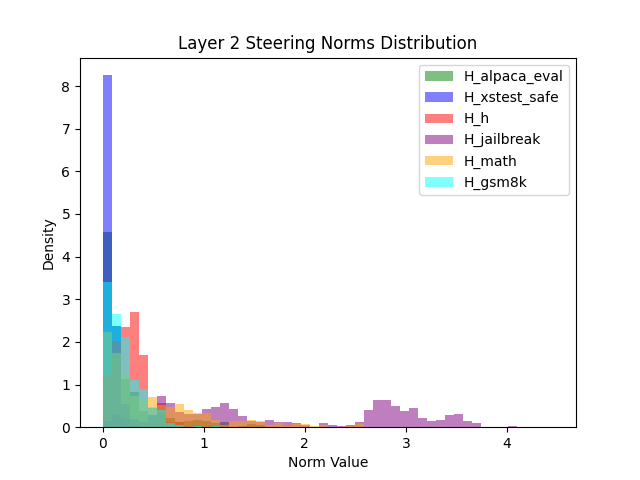 Layer 2 Steering Norms Distribution
H_alpaca_eval
H_xstest_safe
H_h
H_jailbreak
H_math
H_gsm8k
8
7
6
5
4
3
2
1
0
Density
0 1 2 3 4
Norm Value